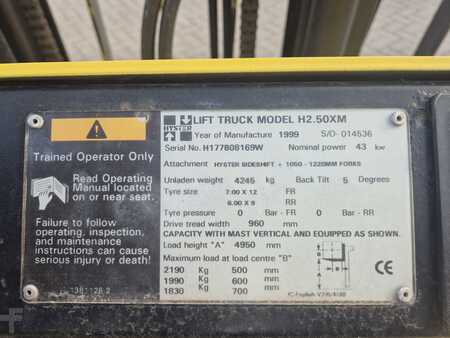 Trained Operator Only
Read Operating
Manual located
on or near seat.
Failure to follow
operating, inspection,
and maintenance
instructions can cause
serious injury or death!
HYSTER
LIFT TRUCK MODEL H2.50XM
Year of Manufacture 1999 S/O- 014536
Serial No. H177B08169W Nominal power 43 kw
Attachment HYSTER SIDESHIFT + 1050-1220MM FORKS
Unladen weight 4245 kg Back Tilt 5 Degrees
Tyre size 7.00 X 12 FR
6.00 X 9 RR
Tyre pressure 0 Bar - FR 0 Bar - RR
Drive tread width 960 mm
CAPACITY WITH MAST VERTICAL AND EQUIPPED AS SHOWN.
Load height "A" 4950 mm
Maximum load at load centre "B"
2190 Kg 500 mm
1990 Kg 600 mm
1830 Kg 700 mm
CE